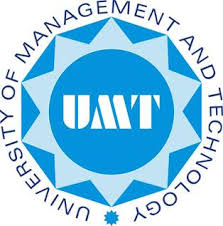 UNIVERSITY OF MANAGEMENT AND TECHNOLOGY
UMT